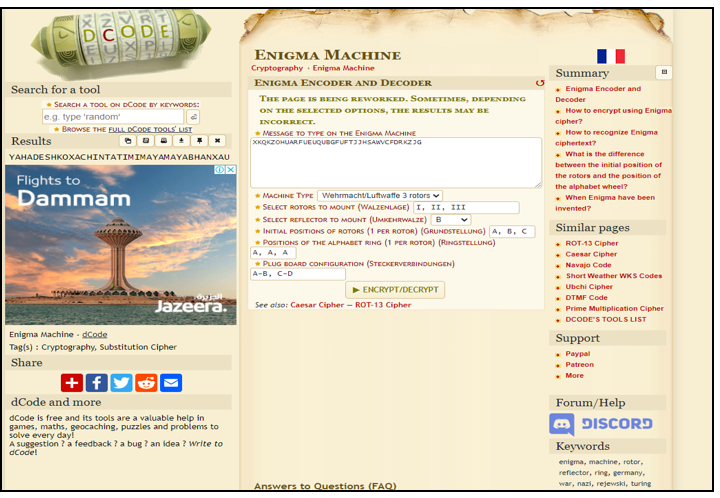 DCODE
Search for a tool
★ SEARCH A TOOL ON DCODE BY KEYWORDS:
e.g. type 'random'
★ BROWSE THE FULL DCODE TOOLS' LIST
Results
YAHADESHKOXACHINTATIMIMAYAMAYABHANXAU
Flights to
Dammam
الجزيرة
Jazeera.
Enigma Machine - dCode
Tag(s) : Cryptography, Substitution Cipher
Share
dCode and more
dCode is free and its tools are a valuable help in
games, maths, geocaching, puzzles and problems to
solve every day!
A suggestion ? a feedback ? a bug ? an idea ? Write to
dCode!
ENIGMA MACHINE
Cryptography › Enigma Machine
ENIGMA ENCODER AND DECODER
THE PAGE IS BEING REWORKED. SOMETIMES, DEPENDING
ON THE SELECTED OPTIONS, THE RESULTS MAY BE
INCORRECT.
★ MESSAGE TO TYPE ON THE ENIGMA MACHINE
XKQKZOHUARFUEUQUBGFUFTJJHSAWVCFDRKZJG
★ MACHINE TYPE Wehrmacht/Luftwaffe 3 rotors
★ SELECT ROTORS TO MOUNT (WALZENLAGE) I, II, III
★ SELECT REFLECTOR TO MOUNT (UMKEHRWALZE) B
★ INITIAL POSITIONS OF ROTORS (1 PER ROTOR) (GRUNDSTELLUNG) A, B, C
★ POSITIONS OF THE ALPHABET RING (1 PER ROTOR) (RINGSTELLUNG)
A, A, A
★ PLUG BOARD CONFIGURATION (STECKERVERBINDUNGEN)
A-B, C-D
▶ ENCRYPT/DECRYPT
See also: Caesar Cipher — ROT-13 Cipher
Answers to Questions (FAQ)
Summary
Enigma Encoder and
Decoder
How to encrypt using Enigma
cipher?
How to recognize Enigma
ciphertext?
What is the difference
between the initial position of
the rotors and the position of
the alphabet wheel?
When Enigma have been
invented?
Similar pages
ROT-13 Cipher
Caesar Cipher
Navajo Code
Short Weather WKS Codes
Ubchi Cipher
DTMF Code
Prime Multiplication Cipher
DCODE'S TOOLS LIST
Support
Paypal
Patreon
More
Forum/Help
DISCORD
Keywords
enigma, machine, rotor,
reflector, ring, germany,
war, nazi, rejewski, turing